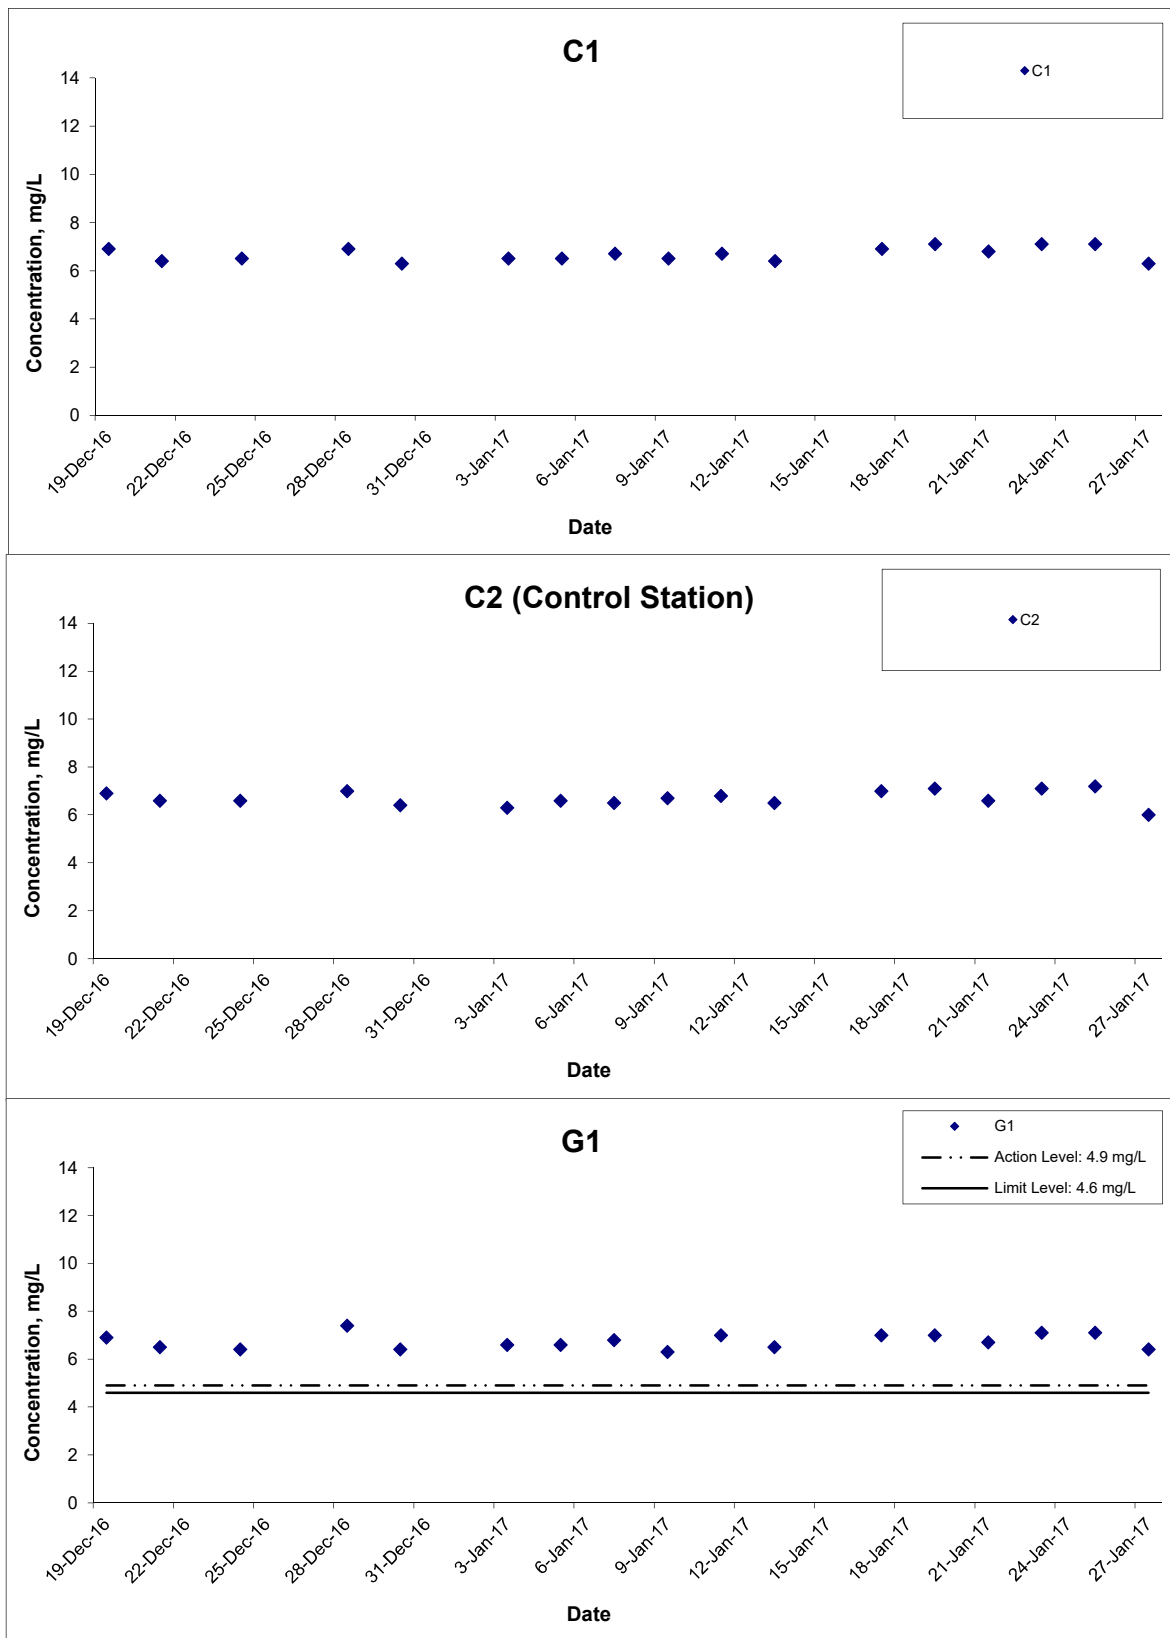 C1
C1
14
12
10
8
6
4
2
0
Concentration, mg/L
19-Dec-16
22-Dec-16
25-Dec-16
28-Dec-16
31-Dec-16
3-Jan-17
6-Jan-17
9-Jan-17
12-Jan-17
15-Jan-17
18-Jan-17
21-Jan-17
24-Jan-17
27-Jan-17
Date
C2 (Control Station)
C2
14
12
10
8
6
4
2
0
Concentration, mg/L
19-Dec-16
22-Dec-16
25-Dec-16
28-Dec-16
31-Dec-16
3-Jan-17
6-Jan-17
9-Jan-17
12-Jan-17
15-Jan-17
18-Jan-17
21-Jan-17
24-Jan-17
27-Jan-17
Date
G1
G1
Action Level: 4.9 mg/L
Limit Level: 4.6 mg/L
14
12
10
8
6
4
2
0
Concentration, mg/L
19-Dec-16
22-Dec-16
25-Dec-16
28-Dec-16
31-Dec-16
3-Jan-17
6-Jan-17
9-Jan-17
12-Jan-17
15-Jan-17
18-Jan-17
21-Jan-17
24-Jan-17
27-Jan-17
Date